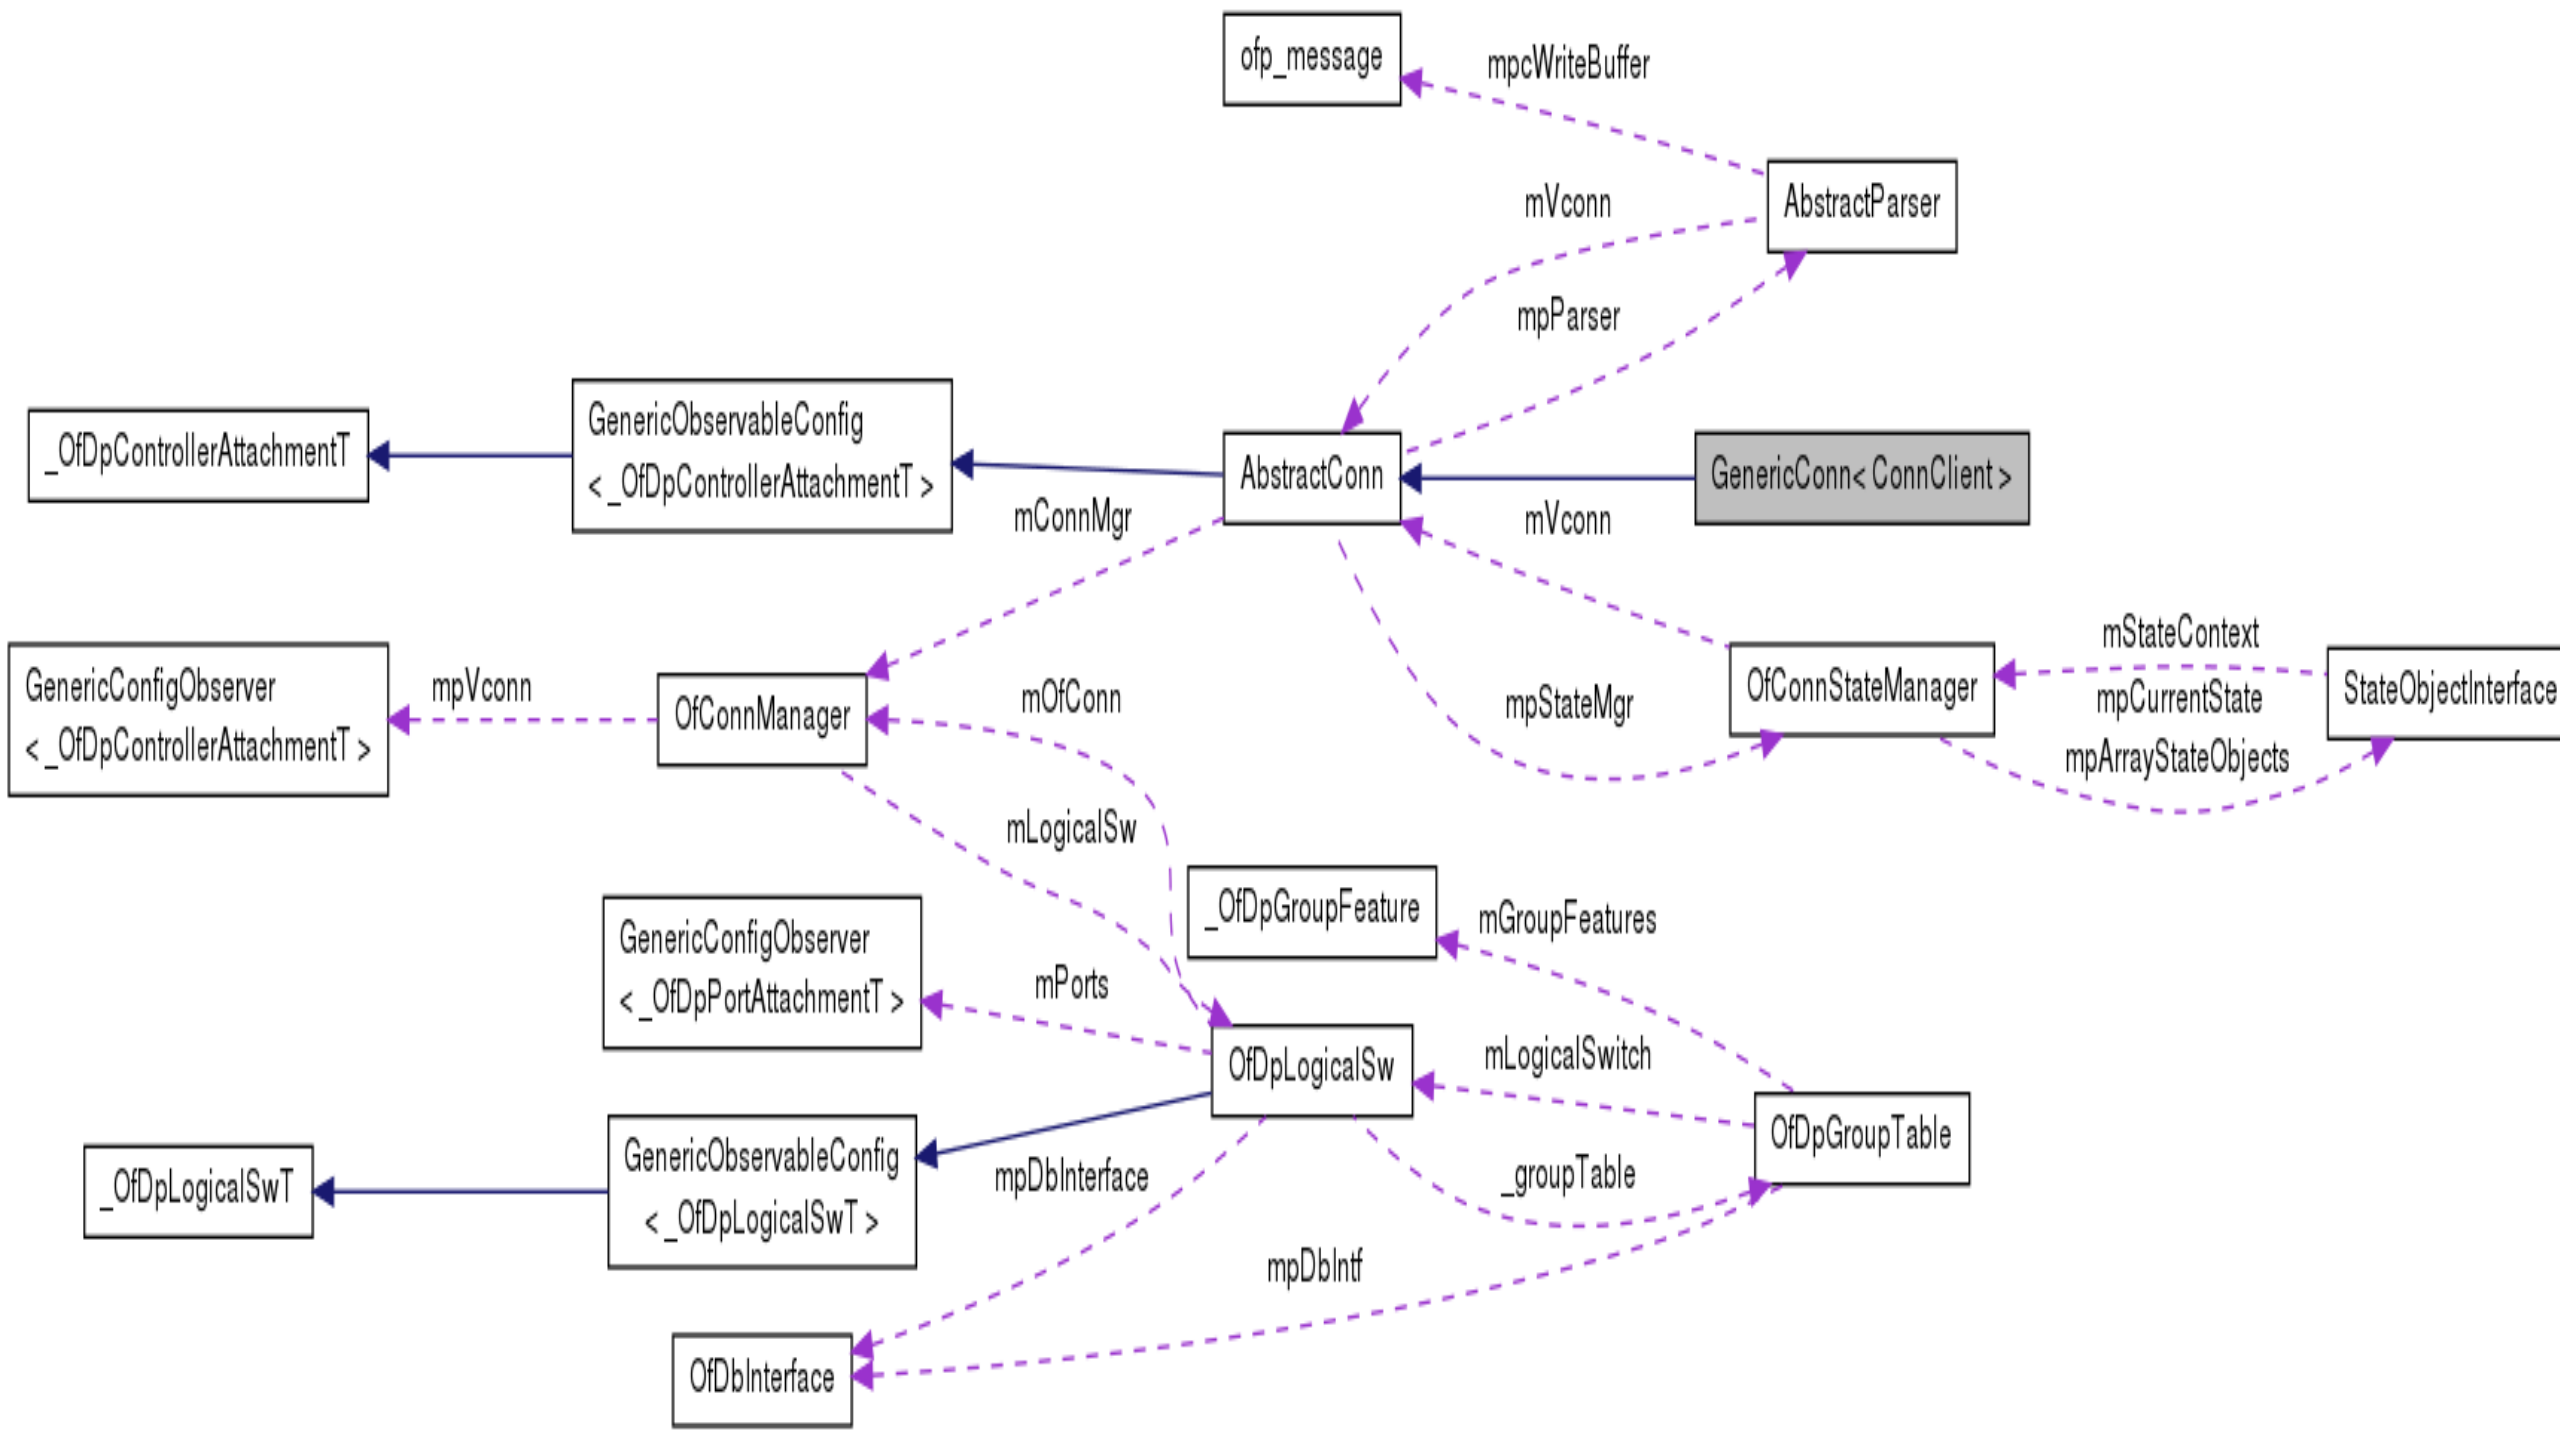 ofp_message
mpcWriteBuffer
AbstractParser
mVconn
mpParser
_OfDpControllerAttachmentT
GenericObservableConfig
< _OfDpControllerAttachmentT >
AbstractConn
GenericConn< ConnClient >
mConnMgr
mVconn
GenericConfigObserver
< _OfDpControllerAttachmentT >
mpVconn
OfConnManager
mOfConn
mpStateMgr
OfConnStateManager
mStateContext
mpCurrentState
mpArrayStateObjects
StateObjectInterface
mLogicalSw
GenericConfigObserver
< _OfDpPortAttachmentT >
mPorts
_OfDpGroupFeature
mGroupFeatures
OfDpLogicalSw
mLogicalSwitch
OfDpGroupTable
_OfDpLogicalSwT
GenericObservableConfig
< _OfDpLogicalSwT >
mpDbInterface
_groupTable
mpDbIntf
OfDbInterface